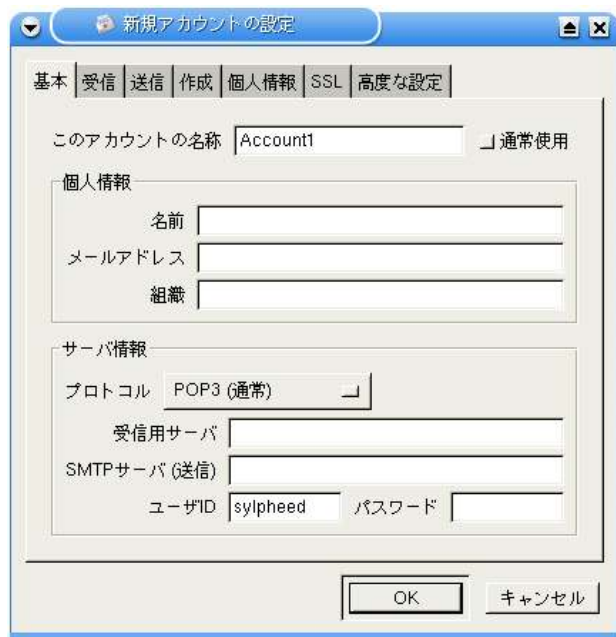 新規アカウントの設定
基本 受信 送信 作成 個人情報 SSL 高度な設定
このアカウントの名称 Account1 通常使用
個人情報
名前
メールアドレス
組織
サーバ情報
プロトコル POP3 (通常)
受信用サーバ
SMTPサーバ (送信)
ユーザID sylpheed パスワード
OK キャンセル